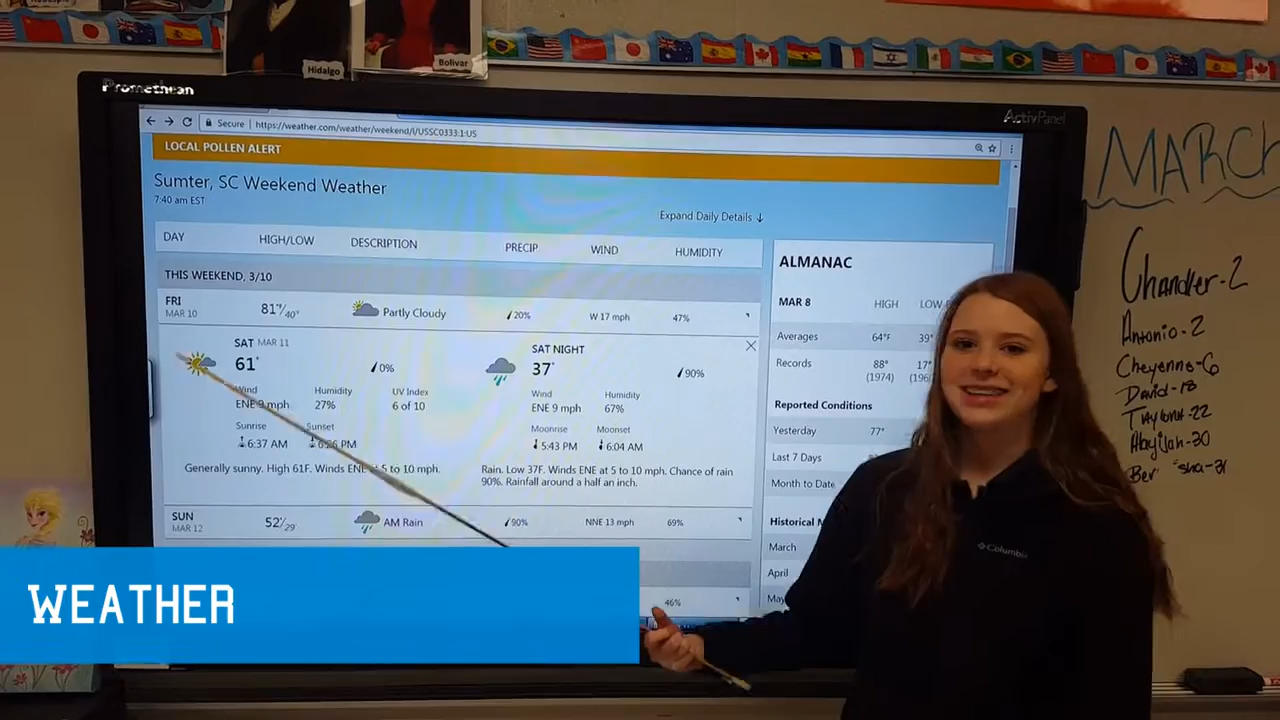 Hidalgo
Bolivar
Promethean
ActivPanel
Secure
https://weather.com/weather/weekend/l/USSC0333:1:US
LOCAL POLLEN ALERT
Sumter, SC Weekend Weather
7:40 am EST
Expand Daily Details
DAY HIGH/LOW DESCRIPTION PRECIP WIND HUMIDITY
THIS WEEKEND, 3/10
FRI
MAR 10
81°/40° Partly Cloudy 20% W 17 mph 47%
SAT MAR 11
61°
0%
Wind Humidity UV Index
ENE 9 mph 27% 6 of 10
Sunrise Sunset
6:37 AM PM
Generally sunny. High 61F. Winds ENE at 5 to 10 mph.
SAT NIGHT
37°
90%
Wind Humidity
ENE 9 mph 67%
Moonrise Moonset
5:43 PM 6:04 AM
Rain. Low 37F. Winds ENE at 5 to 10 mph. Chance of rain
90%. Rainfall around a half an inch.
SUN
MAR 12
52°/29° AM Rain 90% NNE 13 mph 69%
46%
ALMANAC
MAR 8 HIGH LOW
Averages 64°F 39°
Records 88° 17°
(1974)
Reported Conditions
Yesterday 77°
Last 7 Days
Month to Date
Historical
March
April
May
MARCH
Chandler-2
Antonio-2
Cheyenne-6
David-18
Columbia
WEATHER